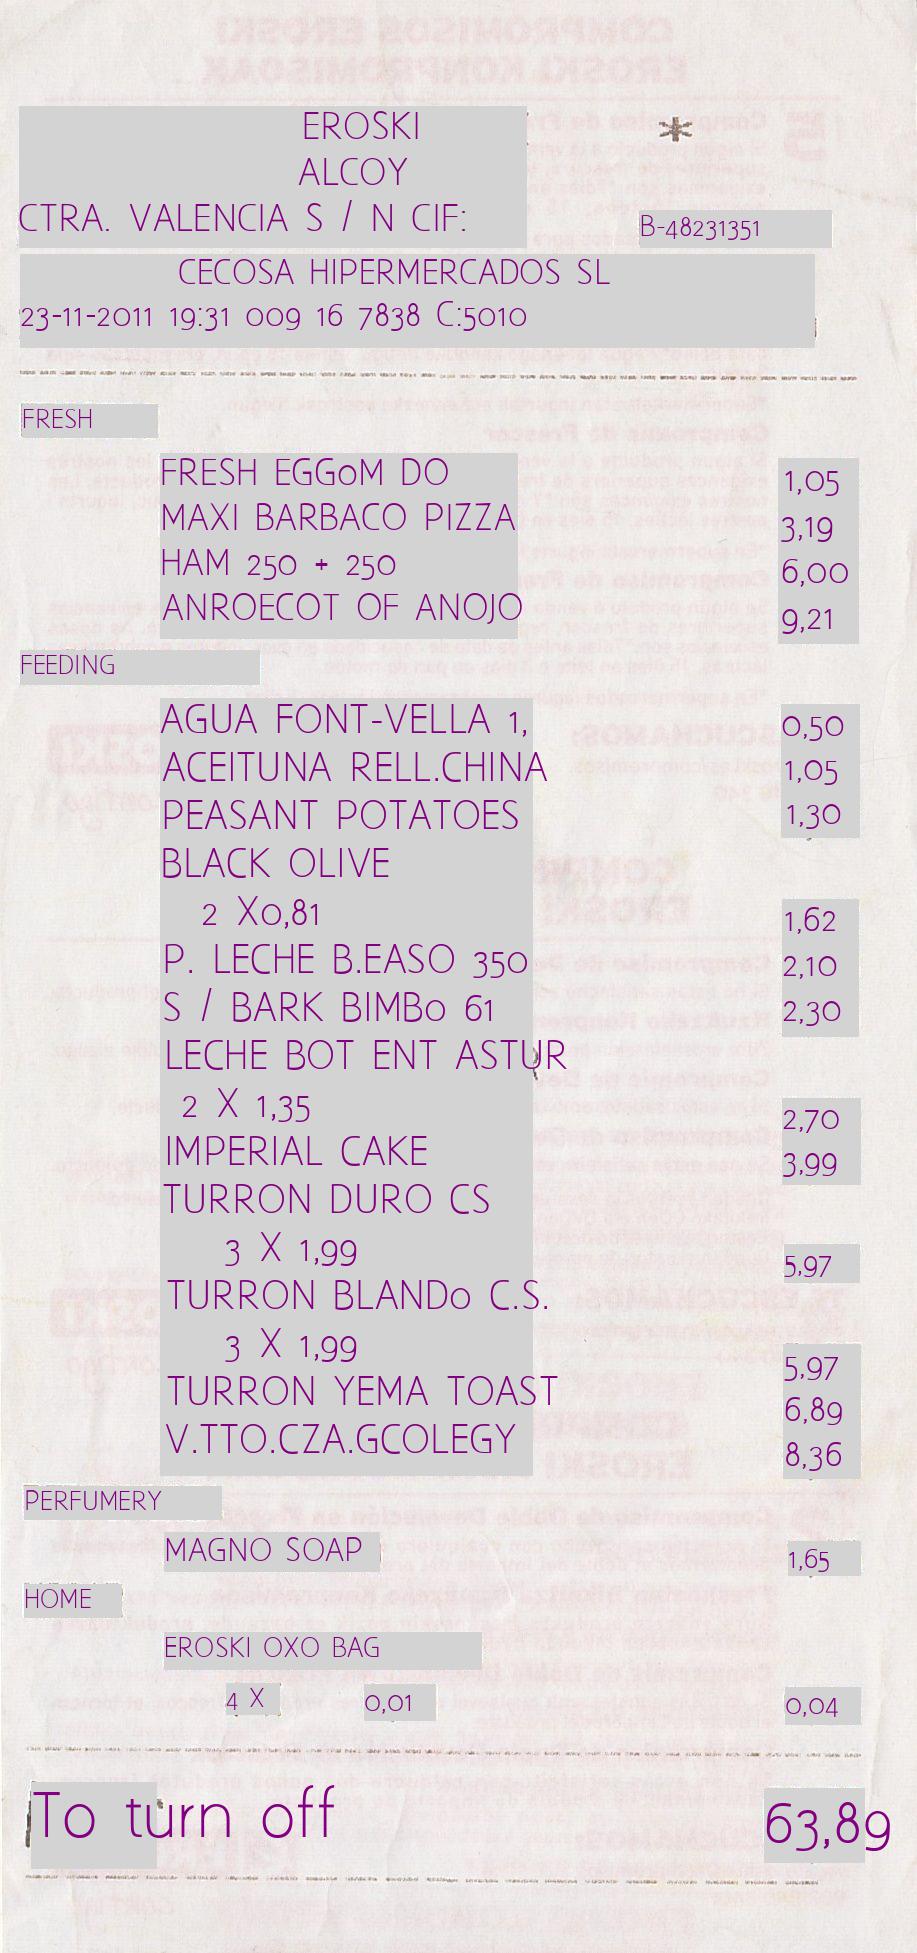 EROSKI
ALCOY
CTRA. VALENCIA S / N CIF: B-48231351
CECOSA HIPERMERCADOS SL
23-11-2011 19:31 009 16 7838 C:5010
FRESH
FRESH EGG0M DO 1,05
MAXI BARBACO PIZZA 3,19
HAM 250 + 250 6,00
ANROECOT OF ANOJO 9,21
FEEDING
AGUA FONT-VELLA 1, 0,50
ACEITUNA RELL.CHINA 1,05
PEASANT POTATOES 1,30
BLACK OLIVE
2 X0,81 1,62
P. LECHE B.EASO 350 2,10
S / BARK BIMB0 61 2,30
LECHE BOT ENT ASTUR
2 X 1,35 2,70
IMPERIAL CAKE 3,99
TURRON DURO CS
3 X 1,99 5,97
TURRON BLAND0 C.S.
3 X 1,99 5,97
TURRON YEMA TOAST 6,89
V.TTO.CZA.GCOLEGY 8,36
PERFUMERY
MAGNO SOAP 1,65
HOME
EROSKI OXO BAG
4 X 0,01 0,04
To turn off 63,89